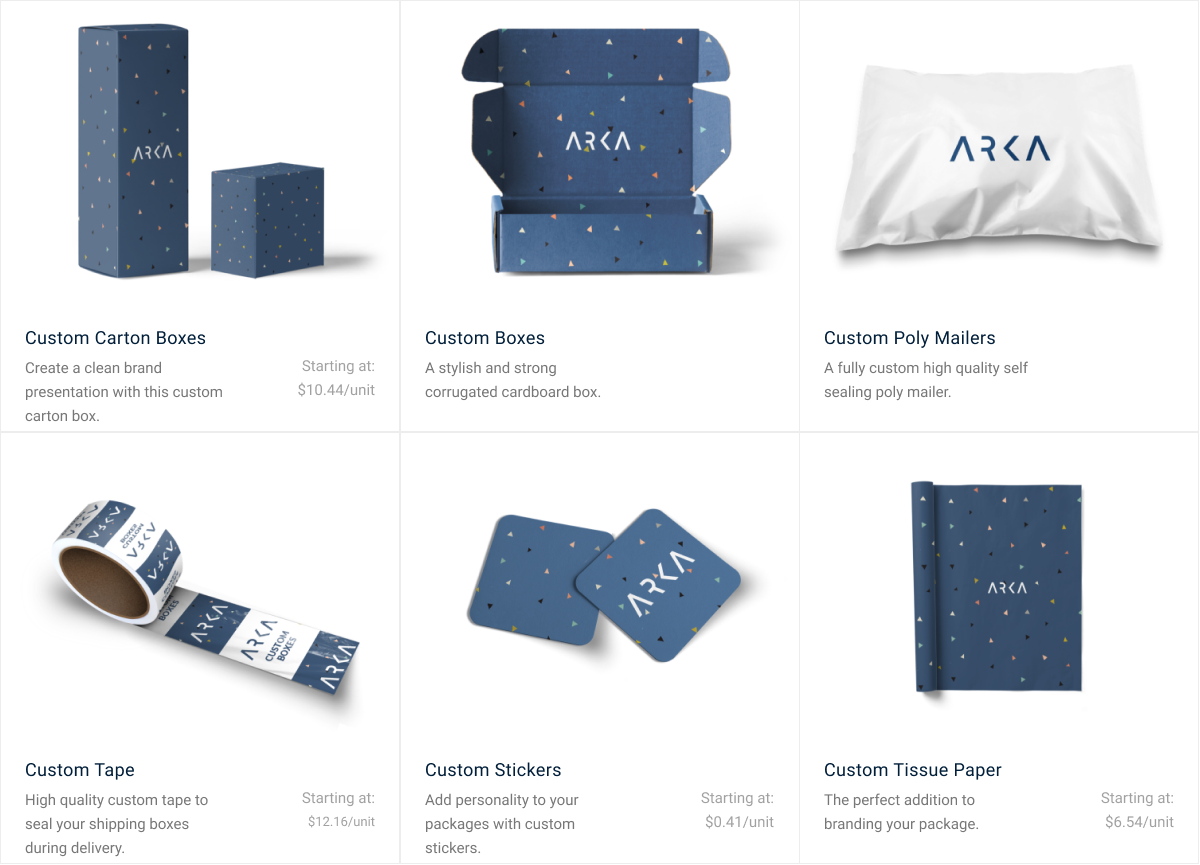 ARKA
ARKA
ARKA
Custom Carton Boxes
Create a clean brand
presentation with this custom
carton box.
Starting at:
$10.44/unit
Custom Boxes
A stylish and strong
corrugated cardboard box.
Custom Poly Mailers
A fully custom high quality self
sealing poly mailer.
ARKA
CUSTOM
BOXES
ARKA
BOXES
ARKA
ARKA
CUSTOM
BOXES
ARKA
ARKA
ARKA
Custom Tape
High quality custom tape to
seal your shipping boxes
during delivery.
Starting at:
$12.16/unit
Custom Stickers
Add personality to your
packages with custom
stickers.
Starting at:
$0.41/unit
Custom Tissue Paper
The perfect addition to
branding your package.
Starting at:
$6.54/unit